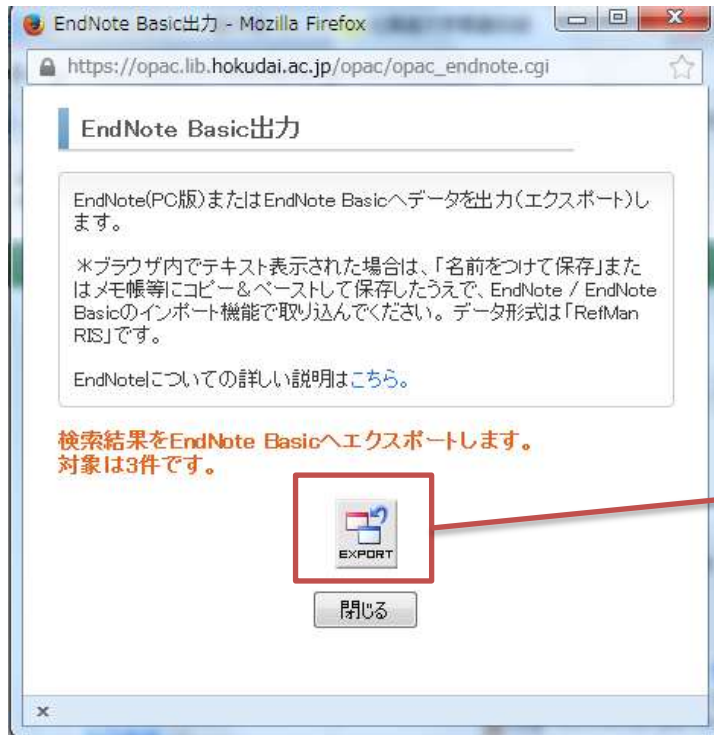 EndNote Basic出力 - Mozilla Firefox
https://opac.lib.hokudai.ac.jp/opac/opac_endnote.cgi
EndNote Basic出力
EndNote(PC版)またはEndNote Basicへデータを出力(エクスポート)し
ます。
*ブラウザ内でテキスト表示された場合は、「名前をつけて保存」また
はメモ帳等にコピー&ペーストして保存したうえで、EndNote / EndNote
Basicのインポート機能で取り込んでください。データ形式は「RefMan
RIS」です。
EndNoteについての詳しい説明はこちら。
検索結果をEndNote Basicへエクスポートします。
対象は3件です。
EXPORT
閉じる